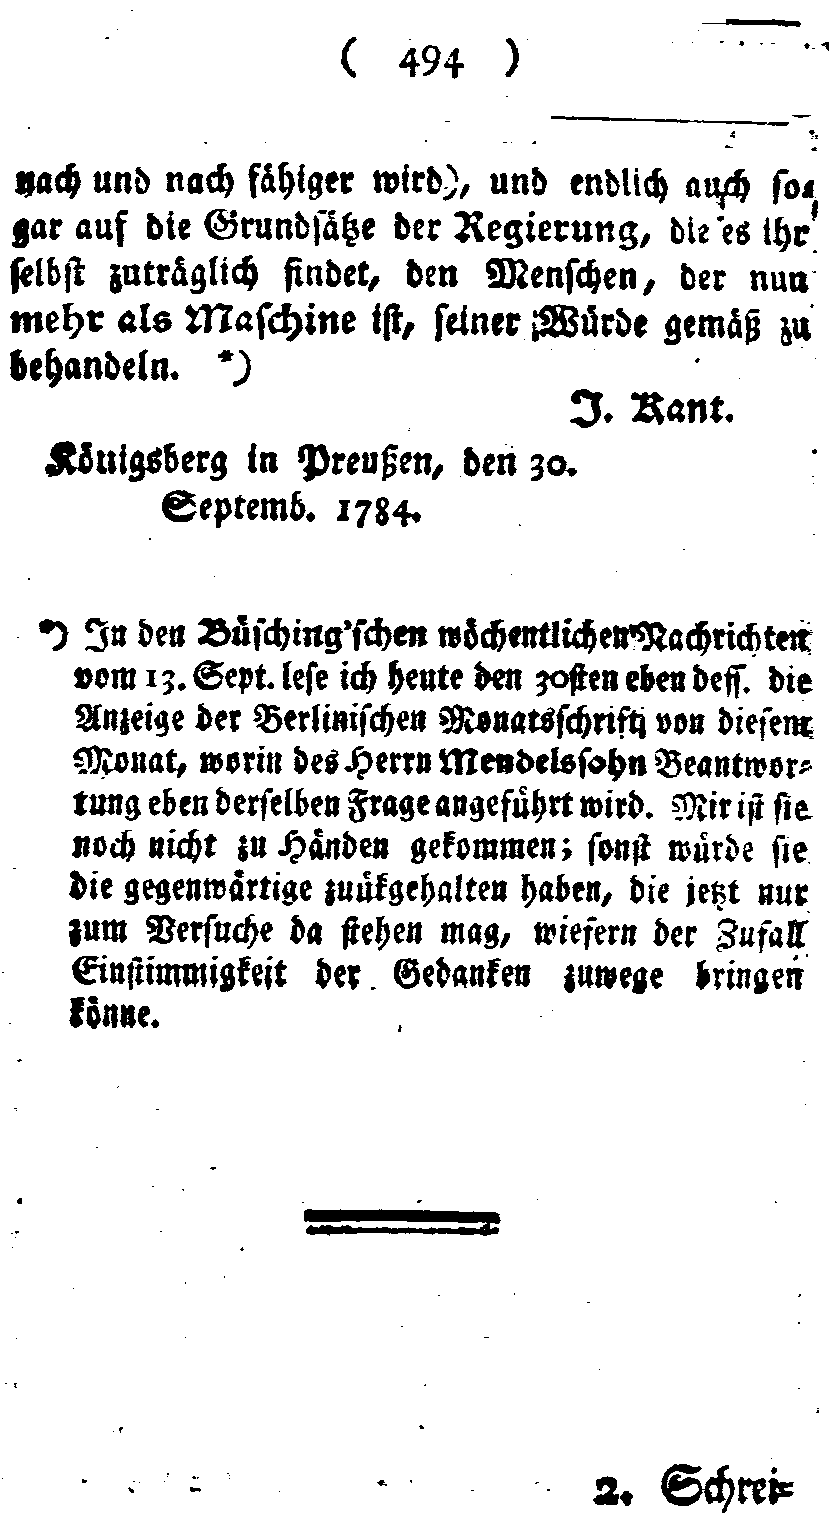 ( 494 )
nach und nach fähiger wird), und endlich auch so-
gar auf die Grundsätze der Regierung, die es ihr
selbst zuträglich findet, den Menschen, der nun
mehr als Maschine ist, seiner Würde gemäß zu
behandeln. *)
J. Kant.
Königsberg in Preußen, den 30.
Septemb. 1784.
*) In den Büsching'schen wöchentlichen Nachrichten
vom 13. Sept. lese ich heute den 30sten eben dess. die
Anzeige der Berlinischen Monatsschrift von diesem
Monat, worin des Herrn Mendelssohn Beantwor-
tung eben derselben Frage angeführt wird. Mir ist sie
noch nicht zu Händen gekommen; sonst würde sie
die gegenwärtige zuükgehalten haben, die jetzt nur
zum Versuche da stehen mag, wiefern der Zufall
Einstimmigkeit der Gedanken zuwege bringen
könne.
2. Schrei-